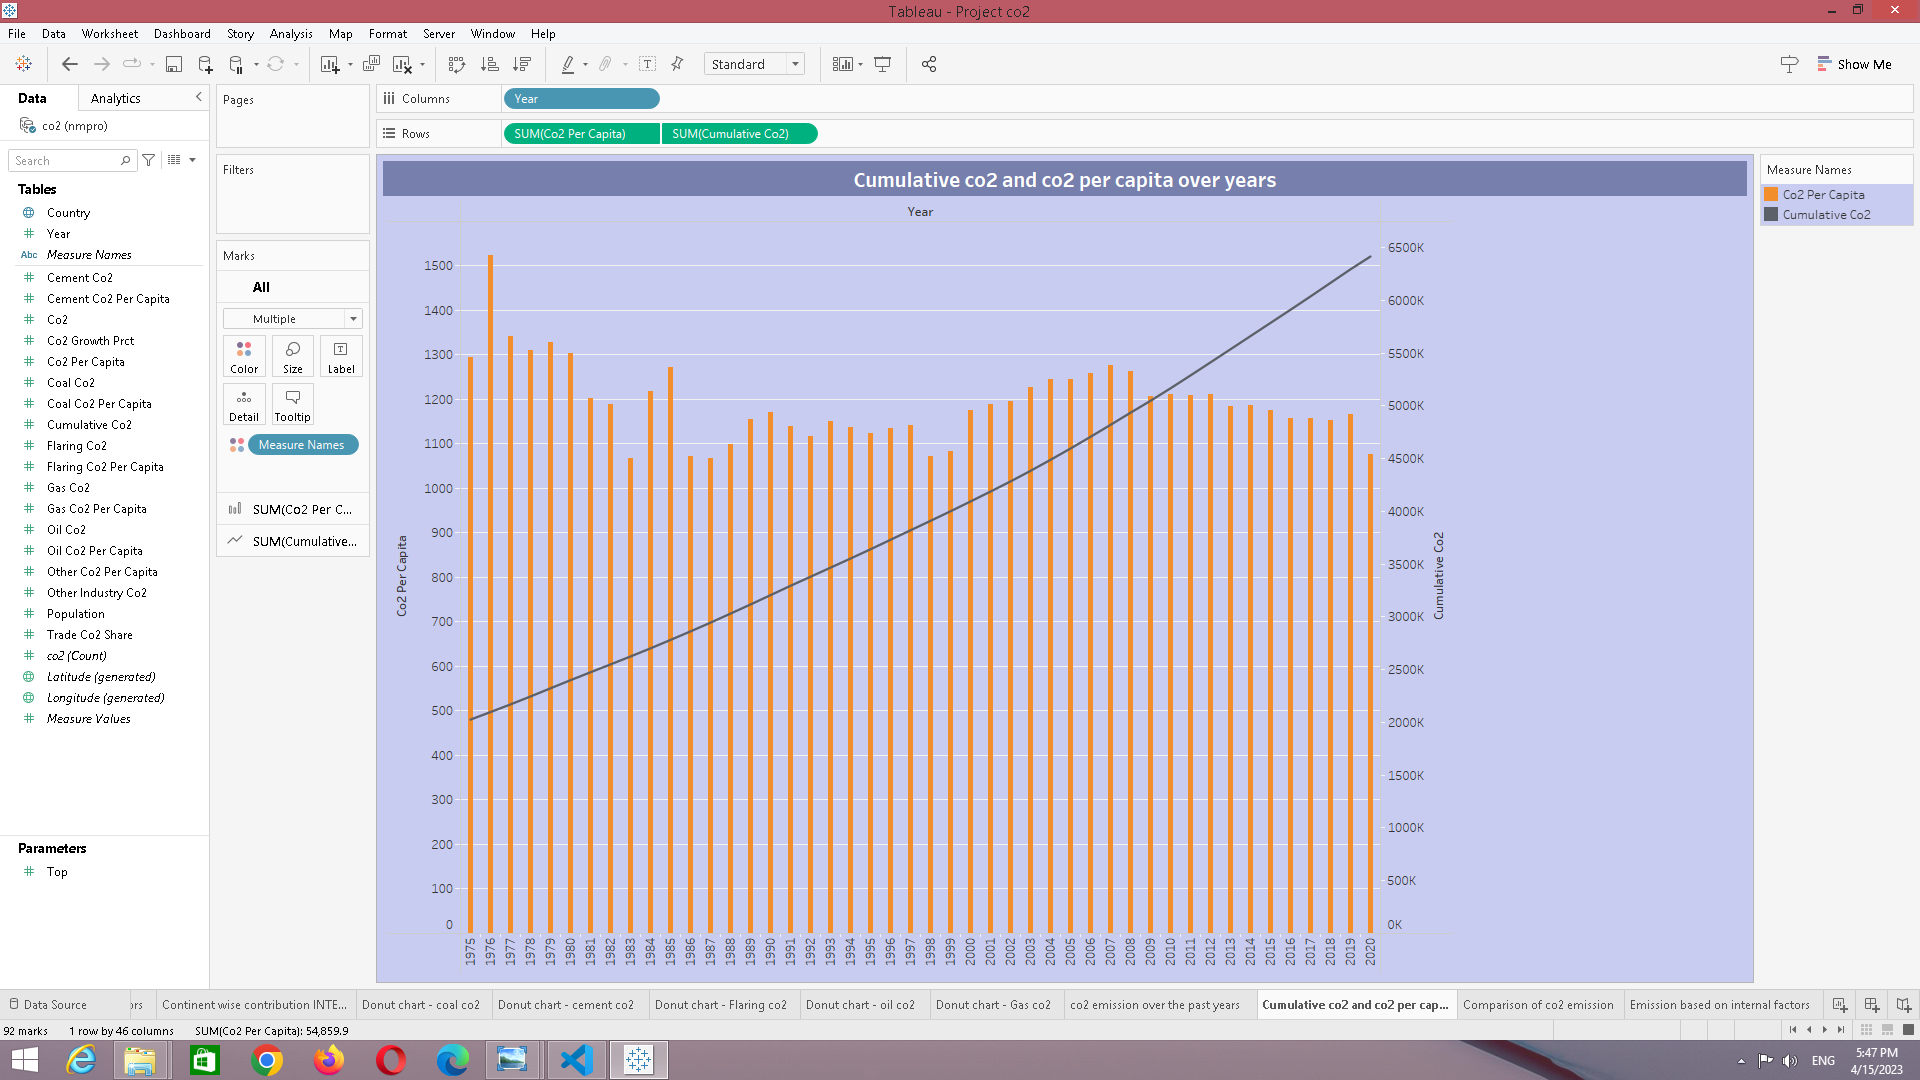 Tableau - Project co2
File Data Worksheet Dashboard Story Analysis Map Format Server Window Help
Standard
Show Me
Data Analytics
co2 (nmpro)
Search
Tables
Country
Year
Abc Measure Names
Cement Co2
Cement Co2 Per Capita
Co2
Co2 Growth Prct
Co2 Per Capita
Coal Co2
Coal Co2 Per Capita
Cumulative Co2
Flaring Co2
Flaring Co2 Per Capita
Gas Co2
Gas Co2 Per Capita
Oil Co2
Oil Co2 Per Capita
Other Co2 Per Capita
Other Industry Co2
Population
Trade Co2 Share
co2 (Count)
Latitude (generated)
Longitude (generated)
Measure Values
Parameters
Top
Pages
Filters
Marks
All
Multiple
Color Size Label
Detail Tooltip
Measure Names
SUM(Co2 Per C...
SUM(Cumulative...
Columns Year
Rows SUM(Co2 Per Capita) SUM(Cumulative Co2)
Cumulative co2 and co2 per capita over years
Year
1500
1400
1300
1200
1100
1000
900
800
700
600
500
400
300
200
100
0
Co2 Per Capita
6500K
6000K
5500K
5000K
4500K
4000K
3500K
3000K
2500K
2000K
1500K
1000K
500K
0K
Cumulative Co2
1975 1976 1977 1978 1979 1980 1981 1982 1983 1984 1985 1986 1987 1988 1989 1990 1991 1992 1993 1994 1995 1996 1997 1998 1999 2000 2001 2002 2003 2004 2005 2006 2007 2008 2009 2010 2011 2012 2013 2014 2015 2016 2017 2018 2019 2020
Measure Names
Co2 Per Capita
Cumulative Co2
Data Source ors Continent wise contribution INTE... Donut chart - coal co2 Donut chart - cement co2 Donut chart - Flaring co2 Donut chart - oil co2 Donut chart - Gas co2 co2 emission over the past years Cumulative co2 and co2 per cap... Comparison of co2 emission Emission based on internal factors
92 marks 1 row by 46 columns SUM(Co2 Per Capita): 54,859.9
ENG
5:47 PM
4/15/2023